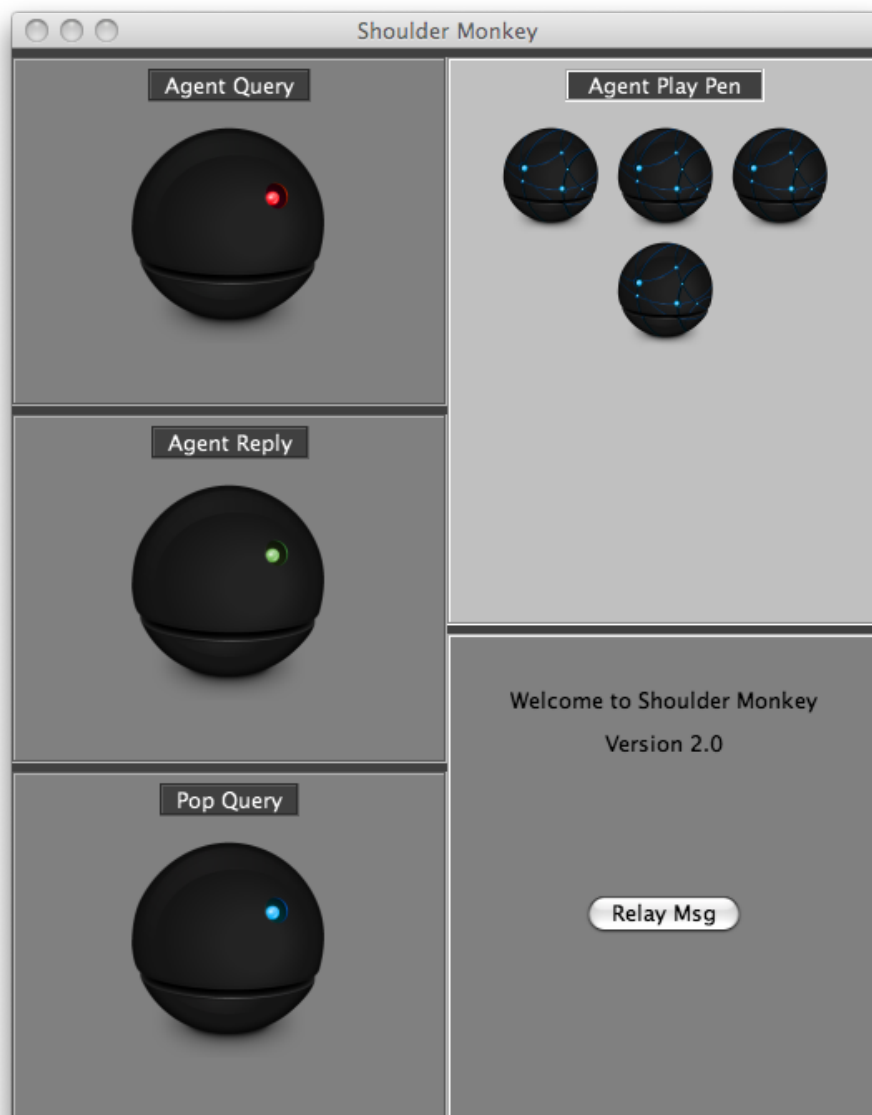 Shoulder Monkey
Agent Query
Agent Play Pen
Agent Reply
Pop Query
Welcome to Shoulder Monkey
Version 2.0
Relay Msg